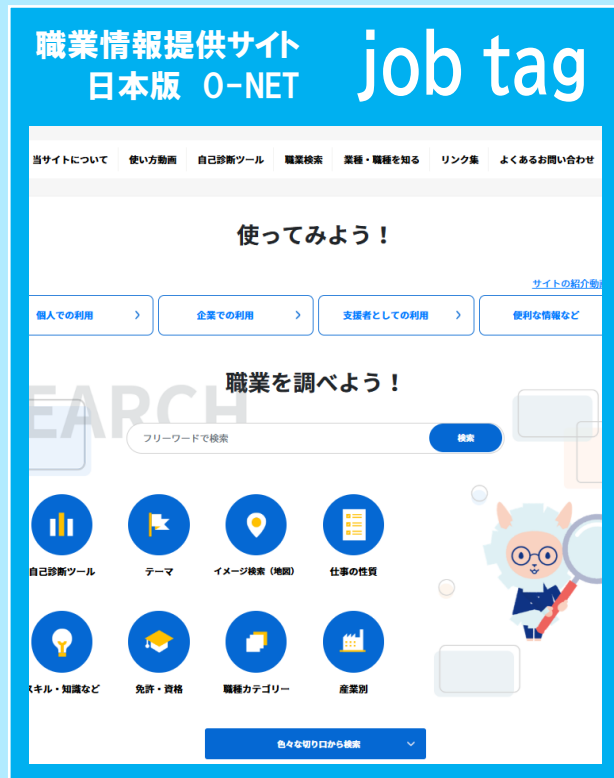 職業情報提供サイト
日本版 O-NET
job tag
当サイトについて 使い方動画 自己診断ツール 職業検索 業種・職種を知る リンク集 よくあるお問い合わせ
使ってみよう！
サイトの紹介動画
個人での利用 企業での利用 支援者としての利用 便利な情報など
職業を調べよう！
EARCH
フリーワードで検索 検索
自己診断ツール テーマ イメージ検索（地図） 仕事の性質
スキル・知識など 免許・資格 職種カテゴリー 産業別
色々な切り口から検索